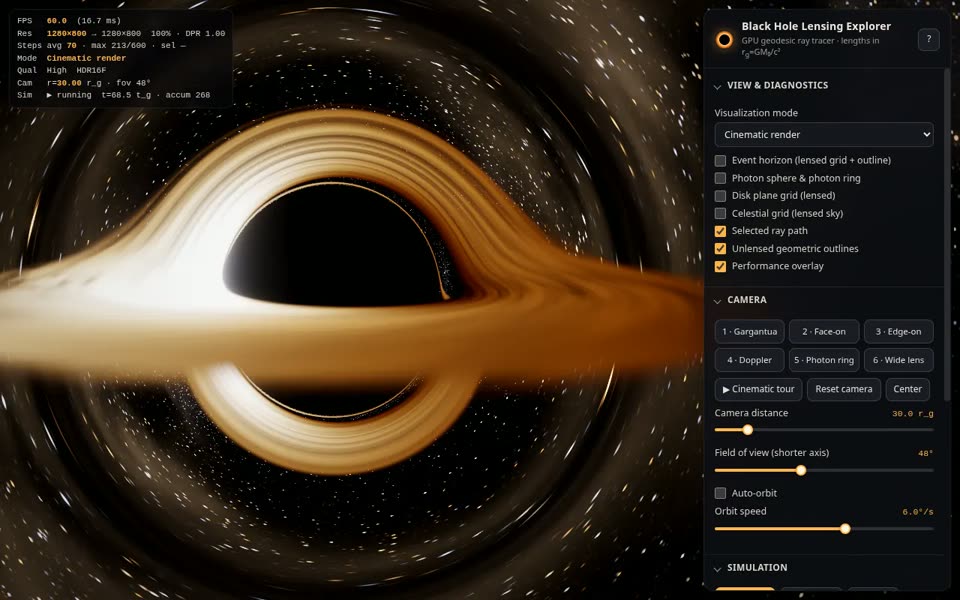 FPS 60.0 (16.7 ms)
Res 1280×800 → 1280×800 100% · DPR 1.00
Steps avg 70 · max 213/600 · sel —
Mode Cinematic render
Qual High HDR16F
Cam r=30.00 r_g · fov 48°
Sim ▶ running t=68.5 t_g · accum 268
Black Hole Lensing Explorer
GPU geodesic ray tracer · lengths in
r_g=GM/c²
?
VIEW & DIAGNOSTICS
Visualization mode
Cinematic render
Event horizon (lensed grid + outline)
Photon sphere & photon ring
Disk plane grid (lensed)
Celestial grid (lensed sky)
Selected ray path
Unlensed geometric outlines
Performance overlay
CAMERA
1 · Gargantua 2 · Face-on 3 · Edge-on
4 · Doppler 5 · Photon ring 6 · Wide lens
▶ Cinematic tour Reset camera Center
Camera distance 30.0 r_g
Field of view (shorter axis) 48°
Auto-orbit
Orbit speed 6.0°/s
SIMULATION